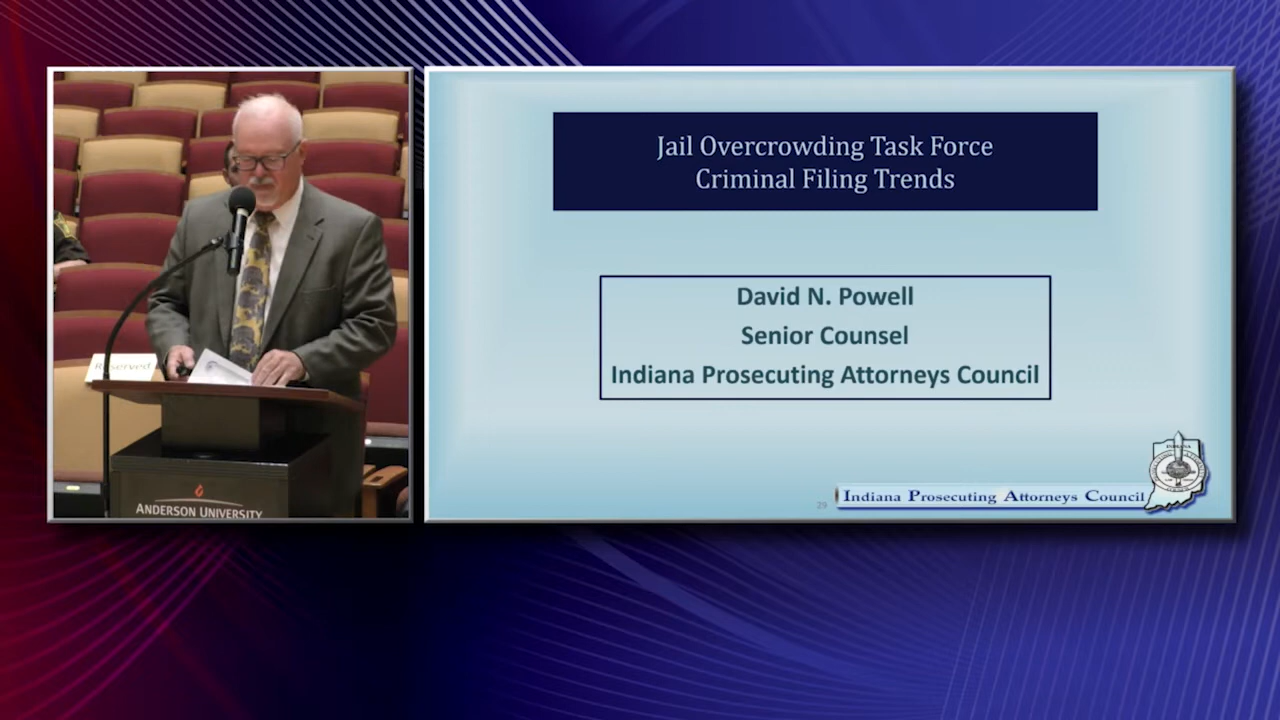 Jail Overcrowding Task Force
Criminal Filing Trends
David N. Powell
Senior Counsel
Indiana Prosecuting Attorneys Council
Reserved
ANDERSON UNIVERSITY
29
Indiana Prosecuting Attorneys Council